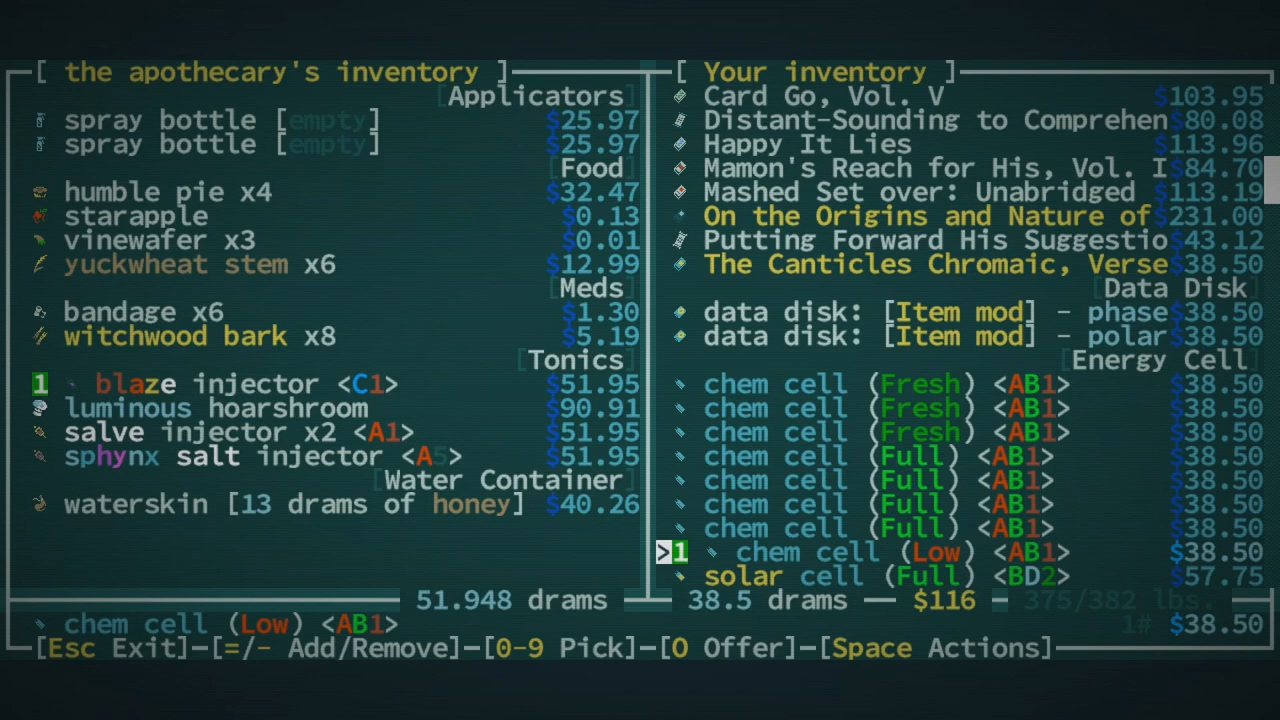 [ the apothecary's inventory ]
[Applicators]
spray bottle [empty] $25.97
spray bottle [empty] $25.97
[Food]
humble pie x4 $32.47
starapple $0.13
vinewafer x3 $0.01
yuckwheat stem x6 $12.99
[Meds]
bandage x6 $1.30
witchwood bark x8 $5.19
[Tonics]
1 blaze injector <C1> $51.95
luminous hoarshroom $90.91
salve injector x2 <A1> $51.95
sphynx salt injector <A5> $51.95
[Water Container]
waterskin [13 drams of honey] $40.26
51.948 drams
[ Your inventory ]
Card Go, Vol. V $103.95
Distant-Sounding to Comprehen$80.08
Happy It Lies $113.96
Mamon's Reach for His, Vol. I$84.70
Mashed Set over: Unabridged $113.19
On the Origins and Nature of$231.00
Putting Forward His Suggestio$43.12
The Canticles Chromaic, Verse$38.50
[Data Disk]
data disk: [Item mod] - phase$38.50
data disk: [Item mod] - polar$38.50
[Energy Cell]
chem cell (Fresh) <AB1> $38.50
chem cell (Fresh) <AB1> $38.50
chem cell (Fresh) <AB1> $38.50
chem cell (Full) <AB1> $38.50
chem cell (Full) <AB1> $38.50
chem cell (Full) <AB1> $38.50
chem cell (Full) <AB1> $38.50
>1 chem cell (Low) <AB1> $38.50
solar cell (Full) <BD2> $57.75
38.5 drams $116 375/382 lbs.
chem cell (Low) <AB1> 1# $38.50
[Esc Exit]-[=/- Add/Remove]-[0-9 Pick]-[O Offer]-[Space Actions]